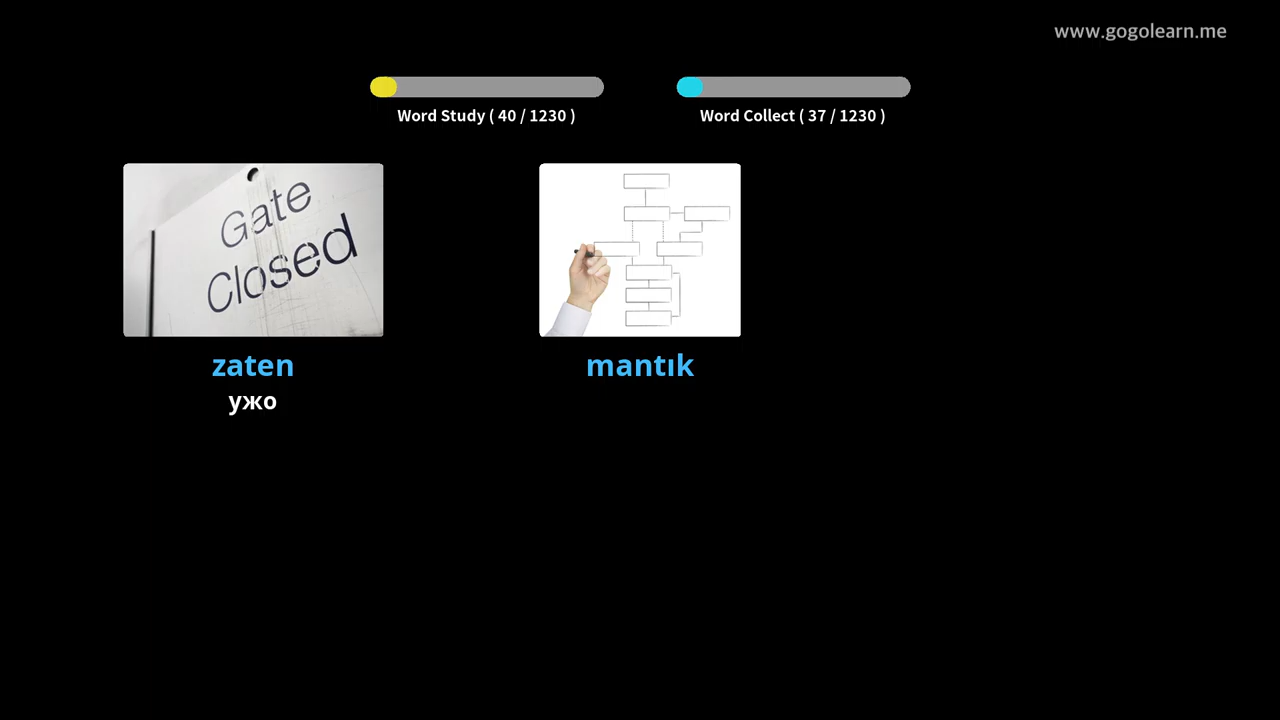 www.gogolearn.me
Word Study ( 40 / 1230 )
Word Collect ( 37 / 1230 )
Gate
Closed
zaten
mantık
ужо